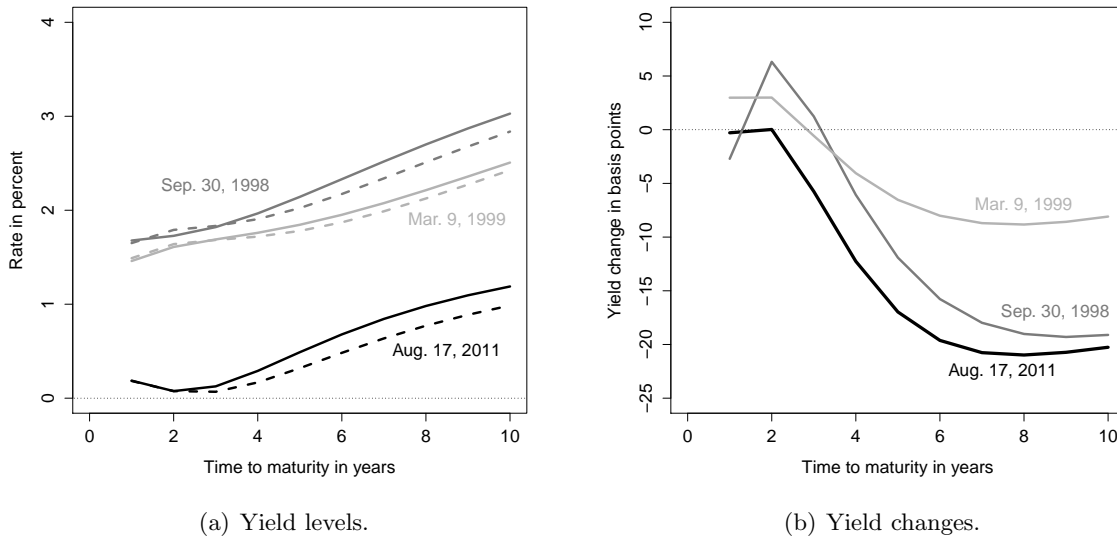 4
3
2
1
0
Rate in percent
Sep. 30, 1998
Mar. 9, 1999
Aug. 17, 2011
0 2 4 6 8 10
Time to maturity in years
(a) Yield levels.
10
5
0
−5
−10
−15
−20
−25
Yield change in basis points
Mar. 9, 1999
Sep. 30, 1998
Aug. 17, 2011
0 2 4 6 8 10
Time to maturity in years
(b) Yield changes.